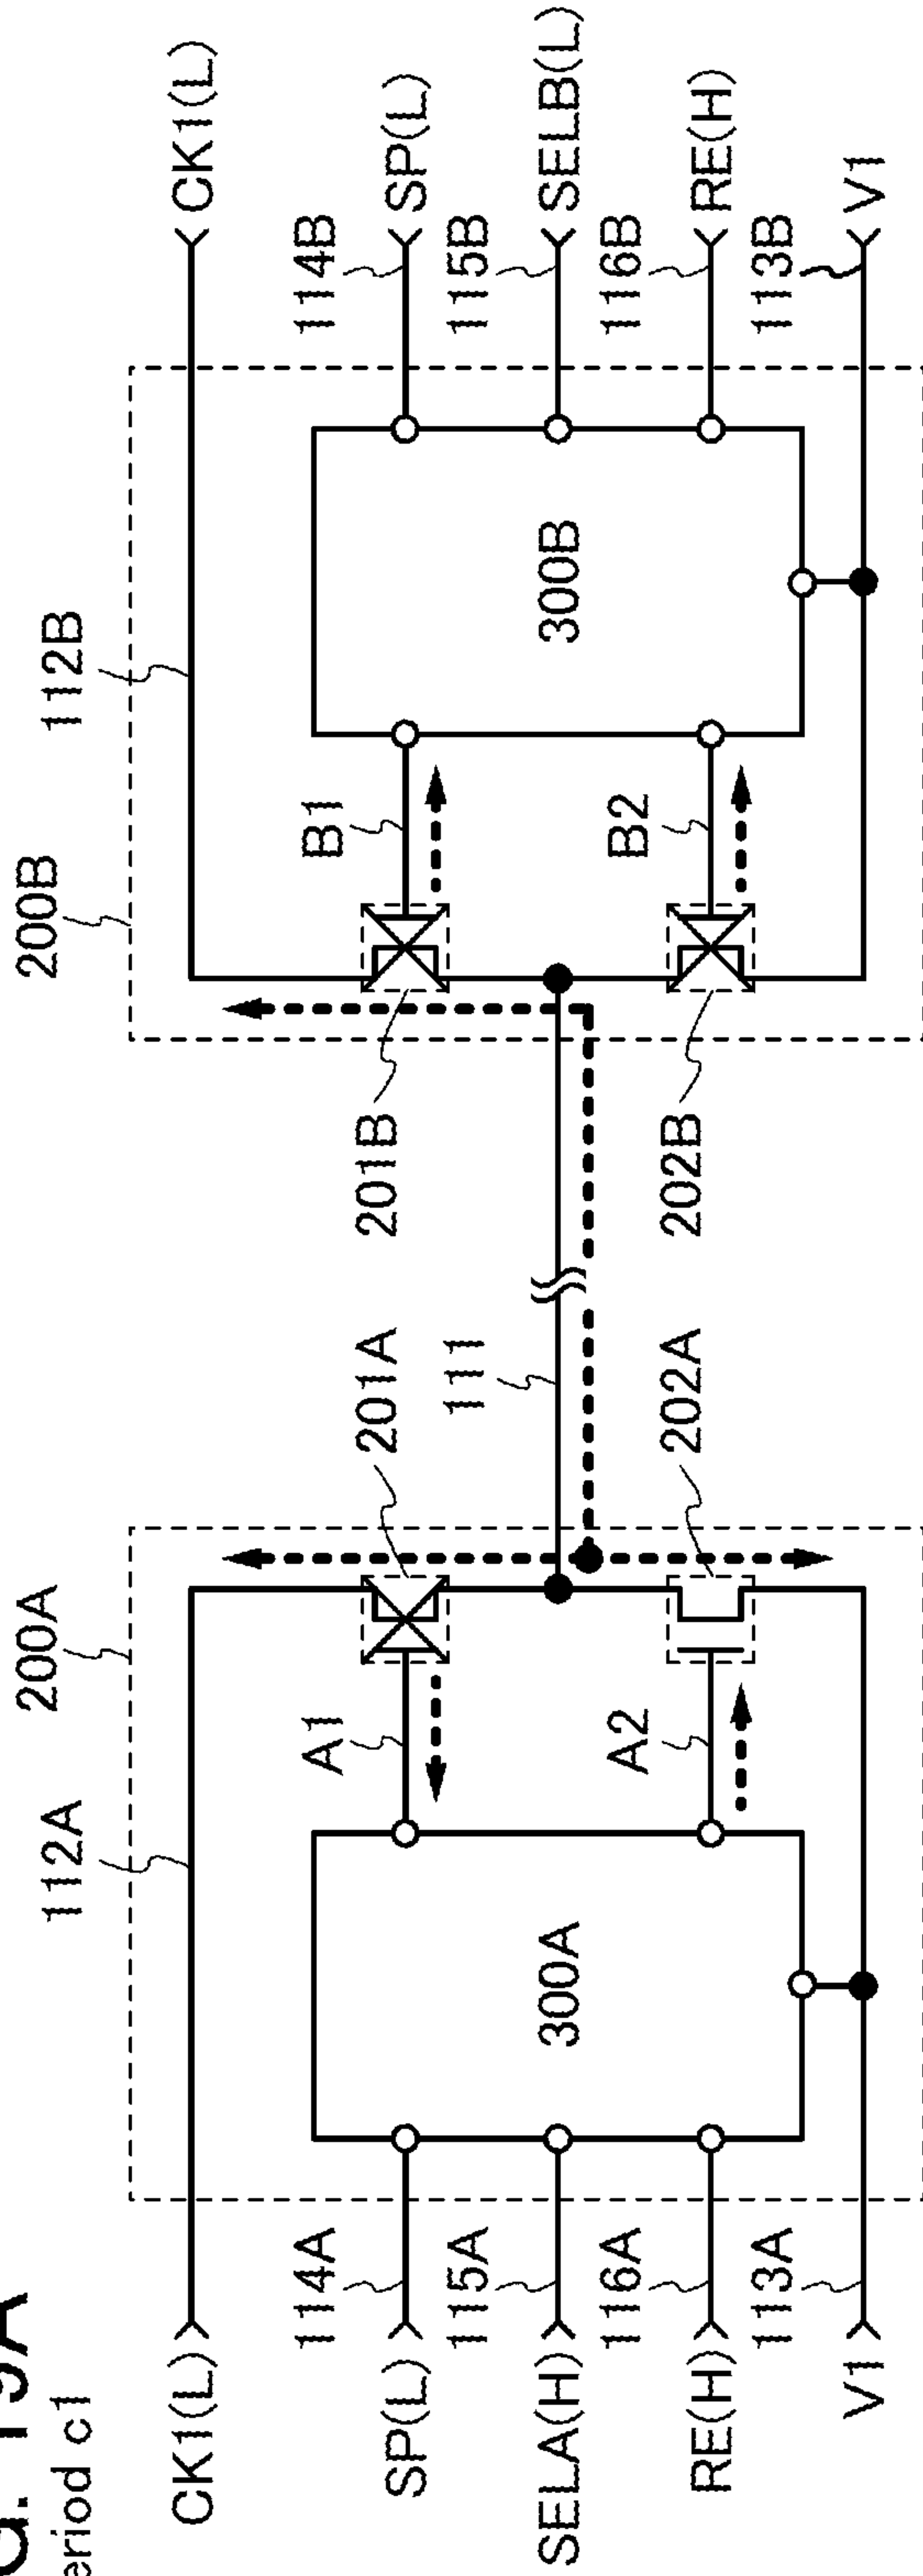 eriod c1
200A
200B
112A
112B
CK1(L)
CK1(L)
114A
A1
201A
201B
B1
114B
SP(L)
SP(L)
115A
111
115B
SELA(H)
300A
300B
SELB(L)
116A
A2
202A
202B
B2
116B
RE(H)
RE(H)
113A
113B
V1
V1